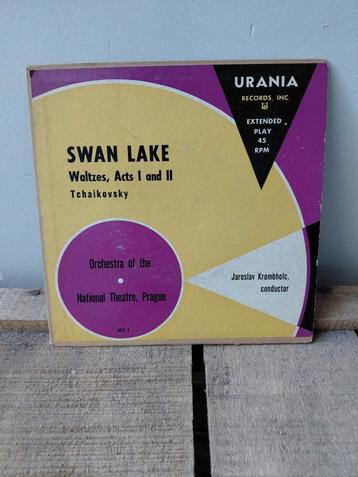 URANIA
RECORDS, INC.
EXTENDED
PLAY
45
RPM
SWAN LAKE
Waltzes, Acts I and II
Tchaikovsky
Orchestra of the
National Theatre, Prague
Jaroslav Krombholc,
conductor